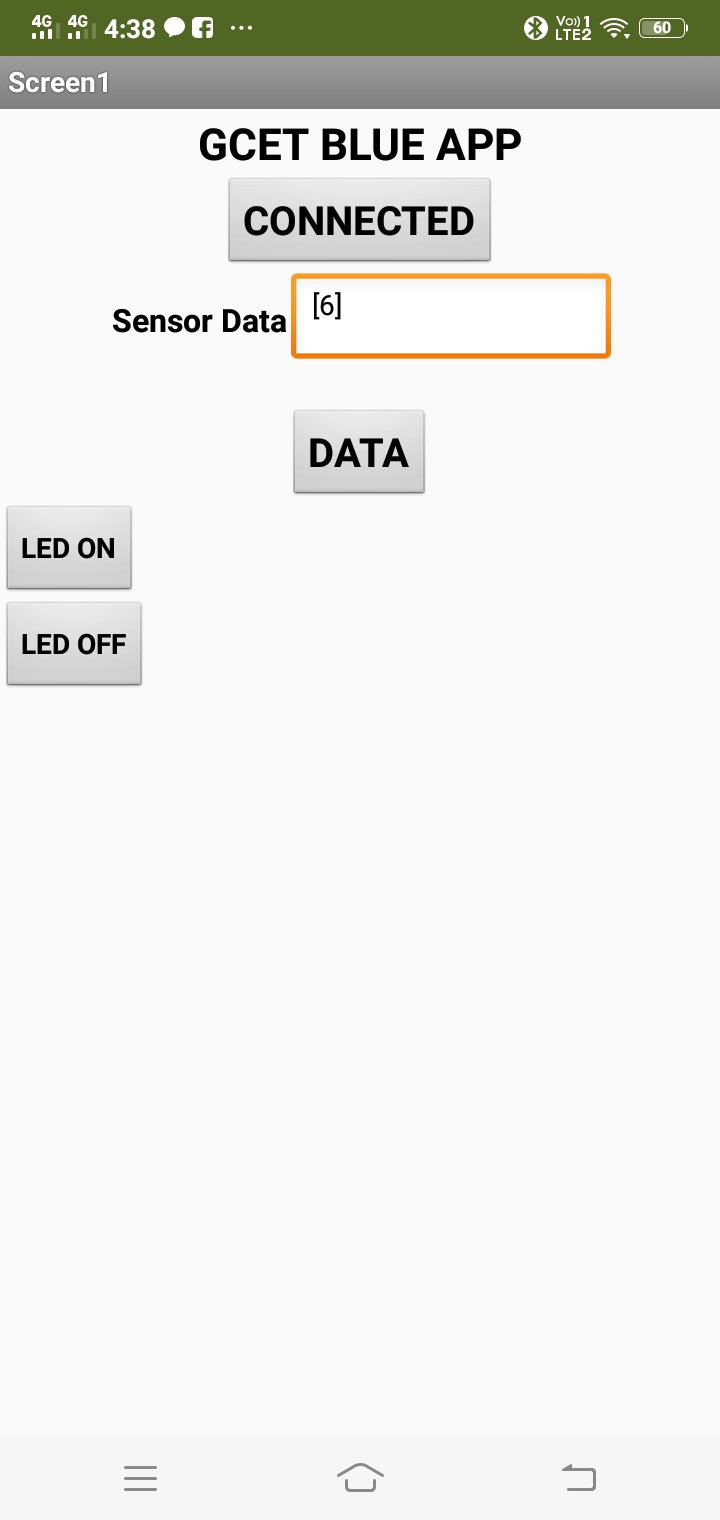 4G 4G 4:38 Vo) 1 LTE2 60
Screen1
GCET BLUE APP
CONNECTED
Sensor Data [6]
DATA
LED ON
LED OFF